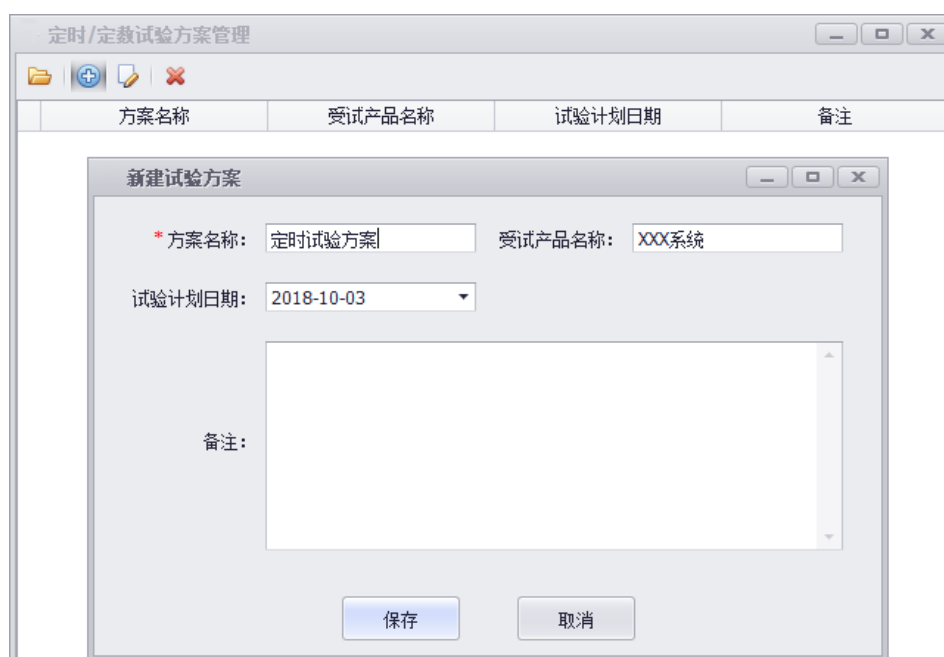 定时/定数试验方案管理
方案名称 受试产品名称 试验计划日期 备注
新建试验方案
*方案名称: 定时试验方案 受试产品名称: XXX系统
试验计划日期: 2018-10-03
备注:
保存 取消